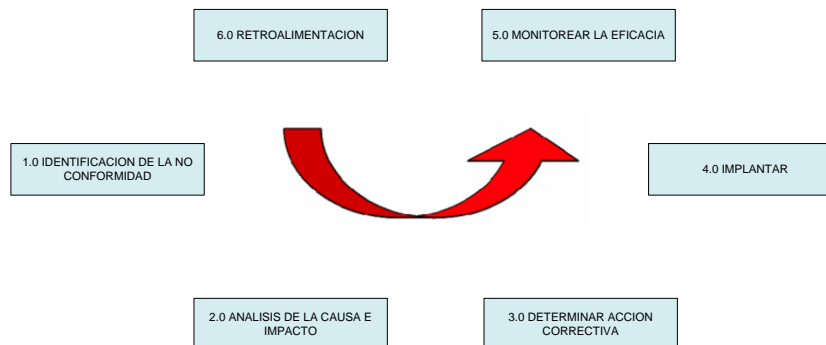 6.0 RETROALIMENTACION
5.0 MONITOREAR LA EFICACIA
1.0 IDENTIFICACION DE LA NO
CONFORMIDAD
4.0 IMPLANTAR
2.0 ANALISIS DE LA CAUSA E
IMPACTO
3.0 DETERMINAR ACCION
CORRECTIVA